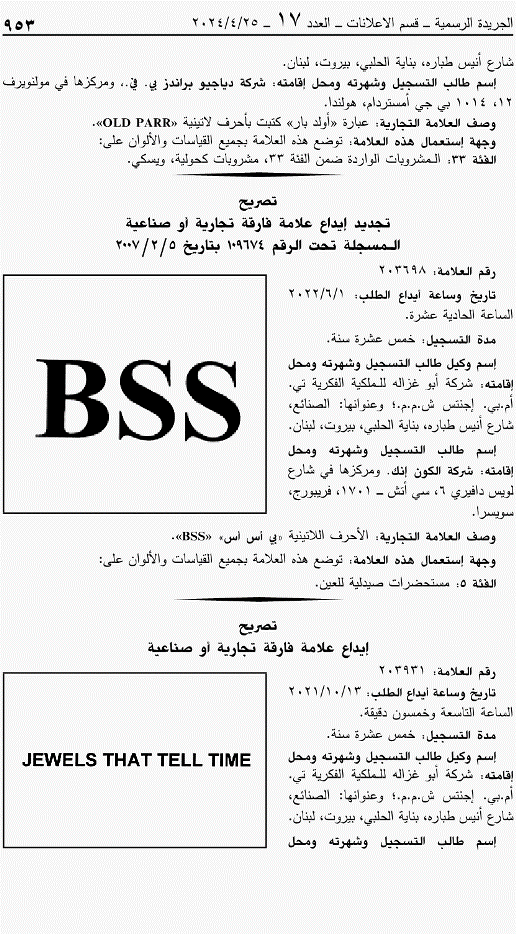 الجريدة الرسمية ــ قسم الاعلانات ــ العدد ١٧ ــ ٢٠٢٤/٤/٢٥
٩٥٣
شارع أنيس طباره، بناية الحلبي، بيروت، لبنان.
إسم طالب التسجيل وشهرته ومحل إقامته: شركة دياجيو براندز بي. في.، ومركزها في مولنويرف
١٢، ١٠١٤ بي جي أمستردام، هولندا.
وصف العلامة التجارية: عبارة «أولد بار» كتبت بأحرف لاتينية «OLD PARR».
وجهة إستعمال هذه العلامة: توضع هذه العلامة بجميع القياسات والألوان على:
الفئة ٣٣: المشروبات الواردة ضمن الفئة ٣٣، مشروبات كحولية، ويسكي.
تصريح
تجديد إيداع علامة فارقة تجارية أو صناعية
المسجلة تحت الرقم ١٠٩٦٧٤ بتاريخ ٢٠٠٧/٢/٥
رقم العلامة: ٢٠٣٦٩٨
تاريخ وساعة أيداع الطلب: ٢٠٢٢/٦/١
الساعة الحادية عشرة.
مدة التسجيل: خمس عشرة سنة.
إسم وكيل طالب التسجيل وشهرته ومحل
إقامته: شركة أبو غزاله للملكية الفكرية تي.
أم.بي. إجنتس ش.م.م.؛ وعنوانها: الصنائع،
شارع أنيس طباره، بناية الحلبي، بيروت، لبنان.
إسم طالب التسجيل وشهرته ومحل
إقامته: شركة الكون إنك. ومركزها في شارع
لويس دافيري ٦، سي أتش ــ ١٧٠١، فريبورج،
سويسرا.
BSS
وصف العلامة التجارية: الأحرف اللاتينية «بي أس أس» «BSS».
وجهة إستعمال هذه العلامة: توضع هذه العلامة بجميع القياسات والألوان على:
الفئة ٥: مستحضرات صيدلية للعين.
تصريح
إيداع علامة فارقة تجارية أو صناعية
رقم العلامة: ٢٠٣٩٣١
تاريخ وساعة أيداع الطلب: ٢٠٢١/١٠/١٣
الساعة التاسعة وخمسون دقيقة.
مدة التسجيل: خمس عشرة سنة.
إسم وكيل طالب التسجيل وشهرته ومحل
إقامته: شركة أبو غزاله للملكية الفكرية تي.
أم.بي. إجنتس ش.م.م.؛ وعنوانها: الصنائع،
شارع أنيس طباره، بناية الحلبي، بيروت، لبنان.
إسم طالب التسجيل وشهرته ومحل
JEWELS THAT TELL TIME